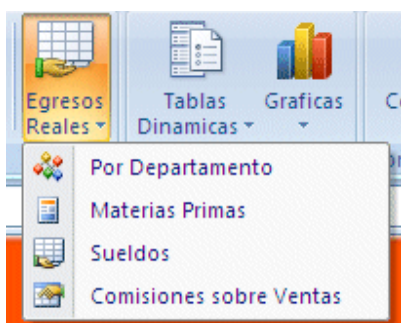 Egresos
Reales
Tablas
Dinamicas
Graficas
Por Departamento
Materias Primas
Sueldos
Comisiones sobre Ventas